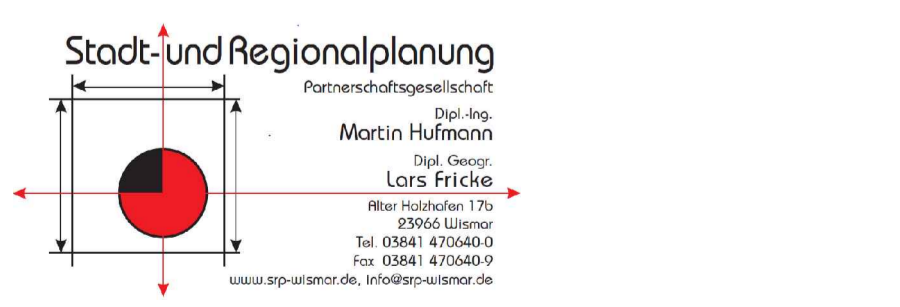 Stadt- und Regionalplanung
Partnerschaftsgesellschaft
Dipl.-Ing.
Martin Hufmann
Dipl. Geogr.
Lars Fricke
Alter Holzhafen 17b
23966 Wismar
Tel. 03841 470640-0
Fax 03841 470640-9
www.srp-wismar.de, info@srp-wismar.de